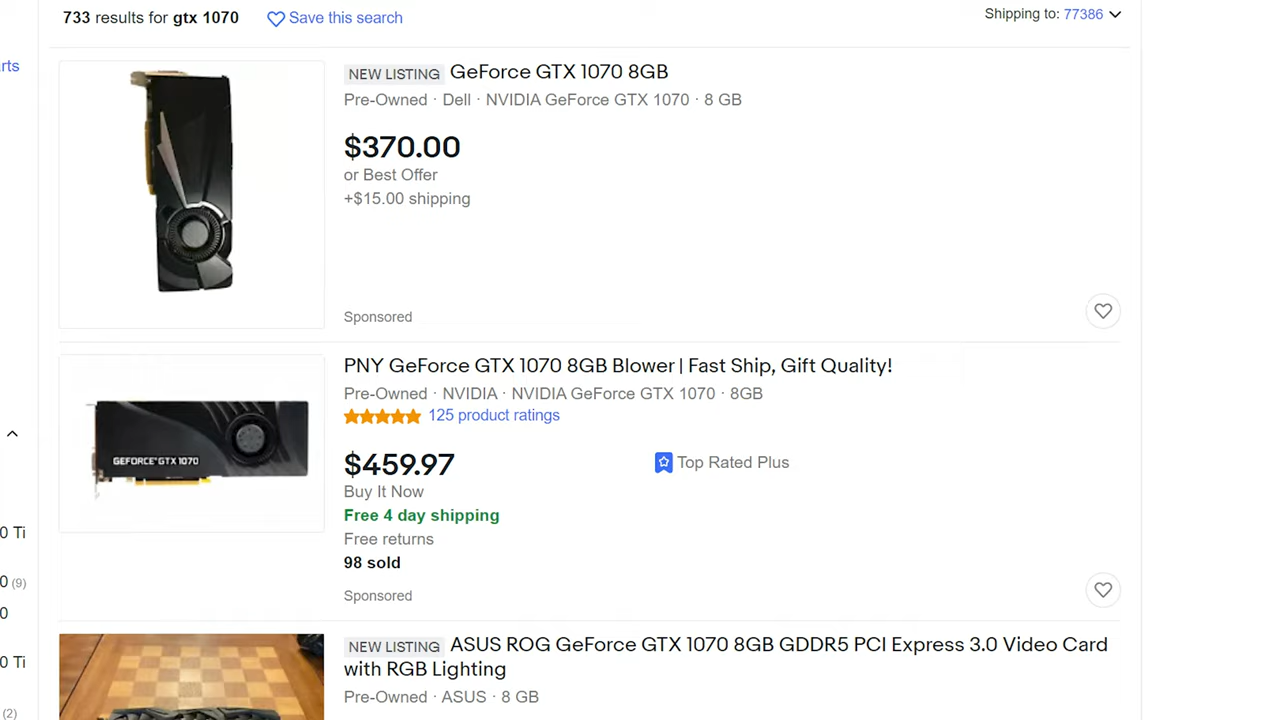 733 results for gtx 1070
Save this search
Shipping to: 77386
rts
NEW LISTING GeForce GTX 1070 8GB
Pre-Owned · Dell · NVIDIA GeForce GTX 1070 · 8 GB
$370.00
or Best Offer
+$15.00 shipping
Sponsored
PNY GeForce GTX 1070 8GB Blower | Fast Ship, Gift Quality!
Pre-Owned · NVIDIA · NVIDIA GeForce GTX 1070 · 8GB
125 product ratings
GEFORCE GTX 1070
$459.97
Top Rated Plus
Buy It Now
Free 4 day shipping
Free returns
98 sold
Sponsored
0 Ti
0 (9)
0
0 Ti
(2)
NEW LISTING ASUS ROG GeForce GTX 1070 8GB GDDR5 PCI Express 3.0 Video Card
with RGB Lighting
Pre-Owned · ASUS · 8 GB